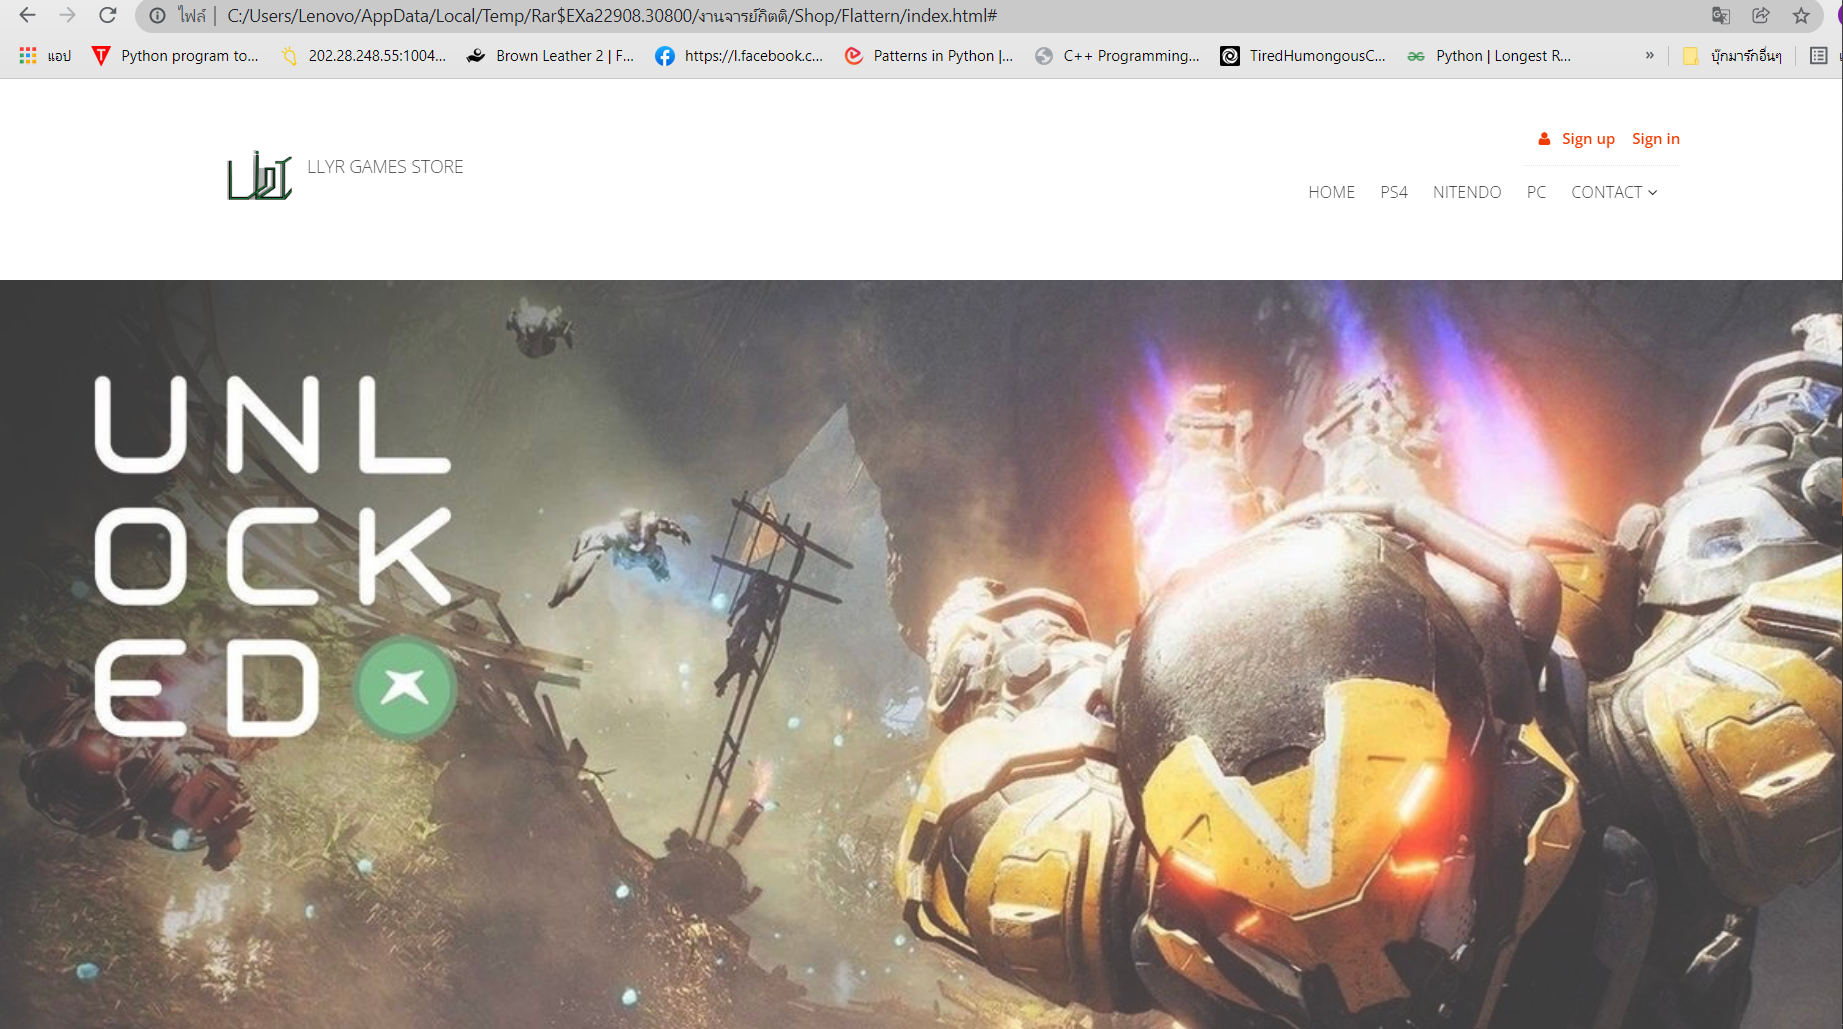 ไฟล์ | C:/Users/Lenovo/AppData/Local/Temp/Rar$EXa22908.30800/งานจารย์กิตติ/Shop/Flattern/index.html#
แอป Python program to... 202.28.248.55:1004... Brown Leather 2 | F... https://l.facebook.c... Patterns in Python |... C++ Programming... TiredHumongousC... Python | Longest R... » บุ๊กมาร์กอื่นๆ
Sign up Sign in
LLYR GAMES STORE
HOME PS4 NITENDO PC CONTACT
UNL
OCK
ED